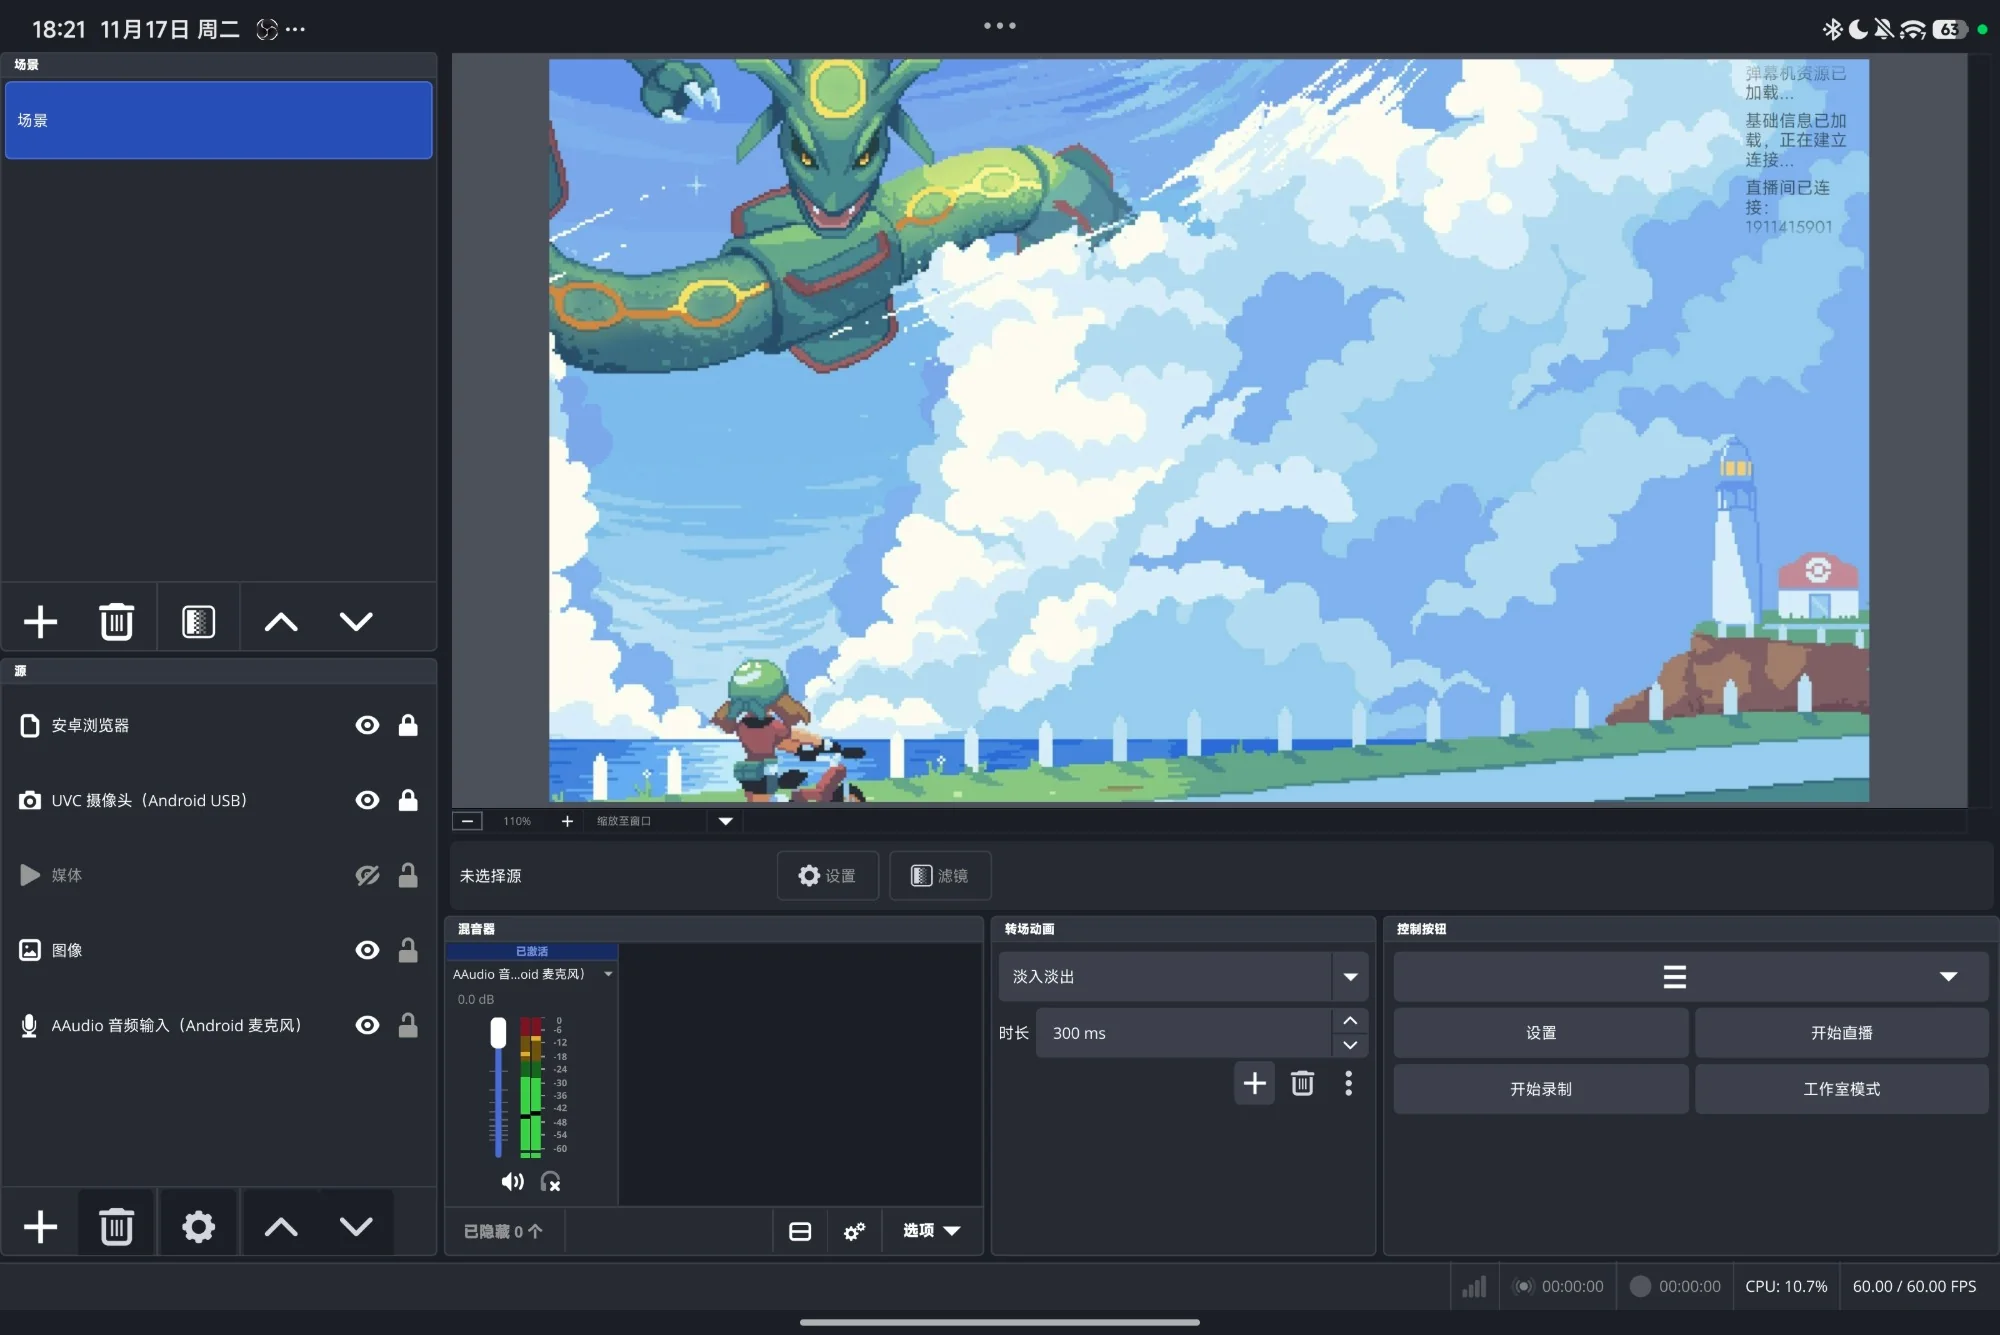 18:21 11月17日 周二
63
场景
场景
源
安卓浏览器
UVC 摄像头（Android USB）
媒体
图像
AAudio 音频输入（Android 麦克风）
弹幕机资源已
加载...
基础信息已加
载，正在建立
连接...
直播间已连
接：
1911415901
110%
缩放至窗口
未选择源
设置
滤镜
混音器
已激活
AAudio 音...oid 麦克风）
0.0 dB
0
-6
-12
-18
-24
-30
-36
-42
-48
-54
-60
已隐藏 0 个
选项
转场动画
淡入淡出
时长
300 ms
控制按钮
设置
开始直播
开始录制
工作室模式
00:00:00
00:00:00
CPU: 10.7%
60.00 / 60.00 FPS